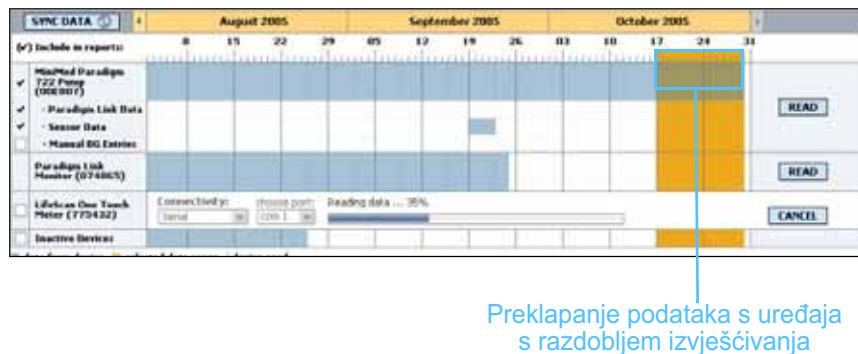 SYNC DATA August 2005 September 2005 October 2005
(✔) Include in reports: 8 15 22 29 05 12 19 26 03 10 17 24 31
MiniMed Paradigm
722 Pump
(00E007)
READ
- Paradigm Link Data
- Sensor Data
- Manual BG Entries
Paradigm Link
Monitor (074865)
READ
LifeScan One Touch
Meter (775432)
Connectivity: choose port: Reading data ... 35%
Serial COM 1
CANCEL
Inactive Devices
Preklapanje podataka s uređaja
s razdobljem izvješćivanja